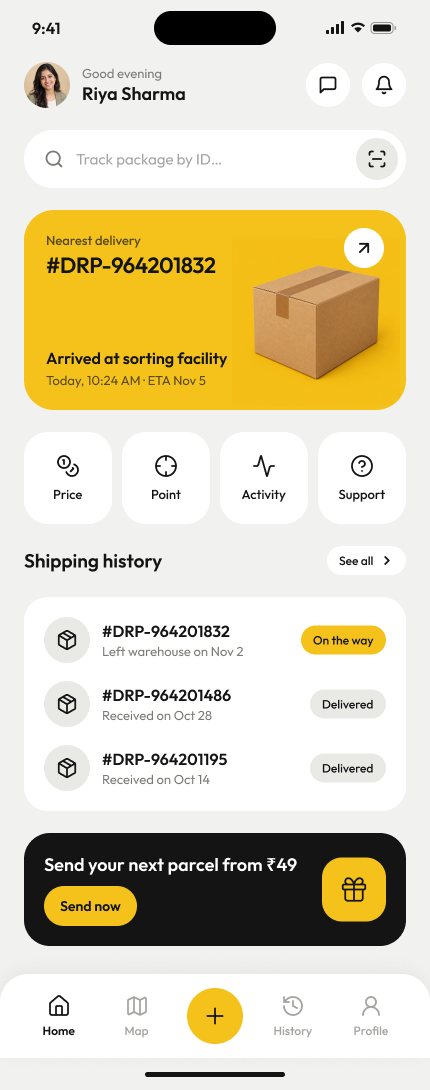 9:41
Good evening
Riya Sharma
Track package by ID...
Nearest delivery
#DRP-964201832
Arrived at sorting facility
Today, 10:24 AM · ETA Nov 5
Price
Point
Activity
Support
Shipping history
See all
#DRP-964201832
Left warehouse on Nov 2
On the way
#DRP-964201486
Received on Oct 28
Delivered
#DRP-964201195
Received on Oct 14
Delivered
Send your next parcel from ₹49
Send now
Home
Map
History
Profile